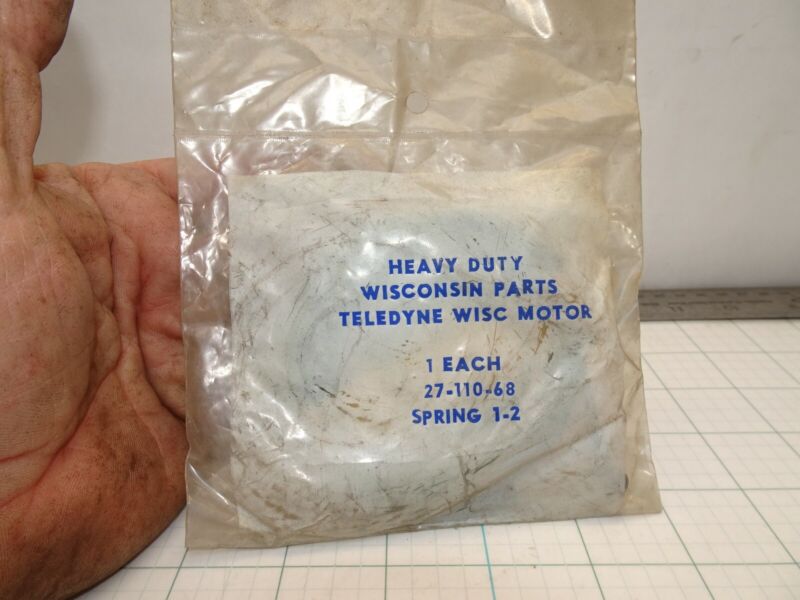 HEAVY DUTY
WISCONSIN PARTS
TELEDYNE WISC MOTOR
1 EACH
27-110-68
SPRING 1-2